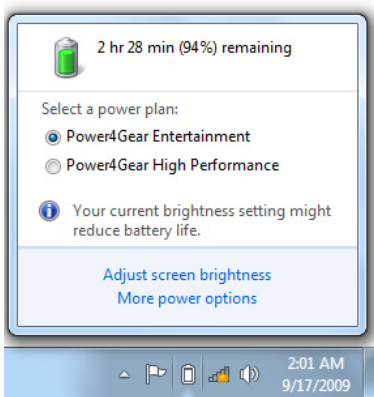 2 hr 28 min (94%) remaining
Select a power plan:
Power4Gear Entertainment
Power4Gear High Performance
Your current brightness setting might
reduce battery life.
Adjust screen brightness
More power options
2:01 AM
9/17/2009